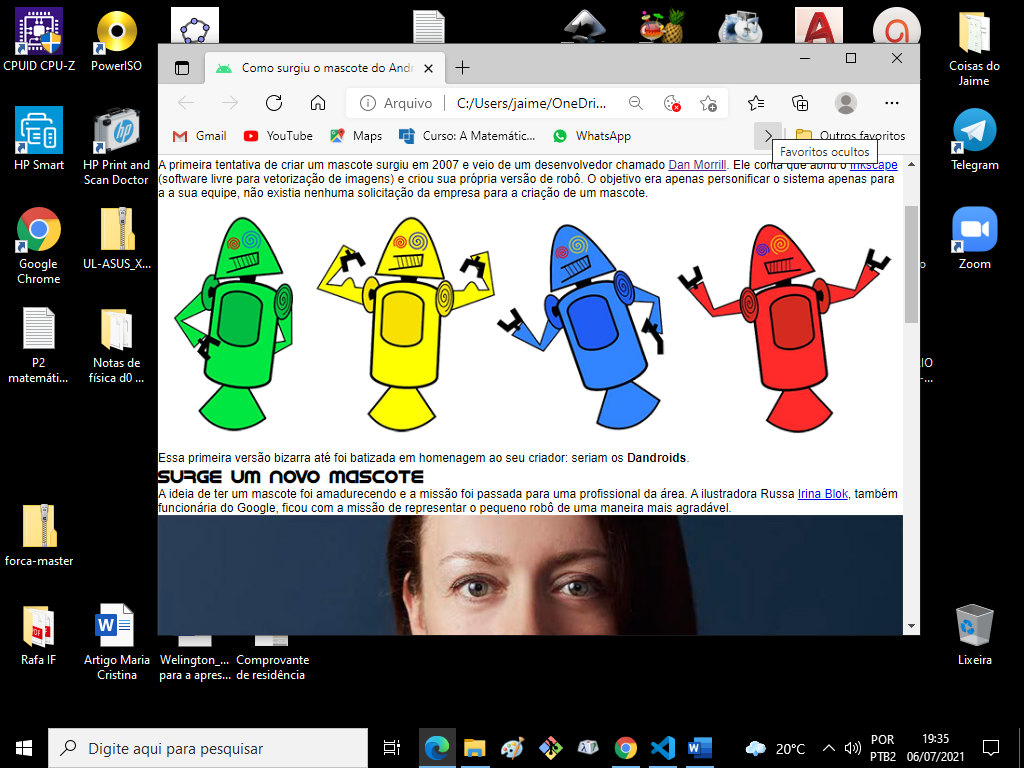 CPUID CPU-Z
PowerISO
Coisas do
Jaime
Como surgiu o mascote do Andr
Arquivo
C:/Users/jaime/OneDri...
Gmail
YouTube
Maps
Curso: A Matemátic...
WhatsApp
Outros favoritos
Favoritos ocultos
HP Smart
HP Print and
Scan Doctor
Telegram
A primeira tentativa de criar um mascote surgiu em 2007 e veio de um desenvolvedor chamado Dan Morrill. Ele conta que abriu o Inkscape
(software livre para vetorização de imagens) e criou sua própria versão de robô. O objetivo era apenas personificar o sistema apenas para
a a sua equipe, não existia nenhuma solicitação da empresa para a criação de um mascote.
Google
Chrome
UL-ASUS_X...
Zoom
P2
matemáti...
Notas de
física d0 ...
Essa primeira versão bizarra até foi batizada em homenagem ao seu criador: seriam os Dandroids.
SURGE UM NOVO MASCOTE
A ideia de ter um mascote foi amadurecendo e a missão foi passada para uma profissional da área. A ilustradora Russa Irina Blok, também
funcionária do Google, ficou com a missão de representar o pequeno robô de uma maneira mais agradável.
forca-master
Rafa IF
Artigo Maria
Cristina
Welington_...
para a apres...
Comprovante
de residência
Lixeira
Digite aqui para pesquisar
20°C
POR
PTB2
19:35
06/07/2021